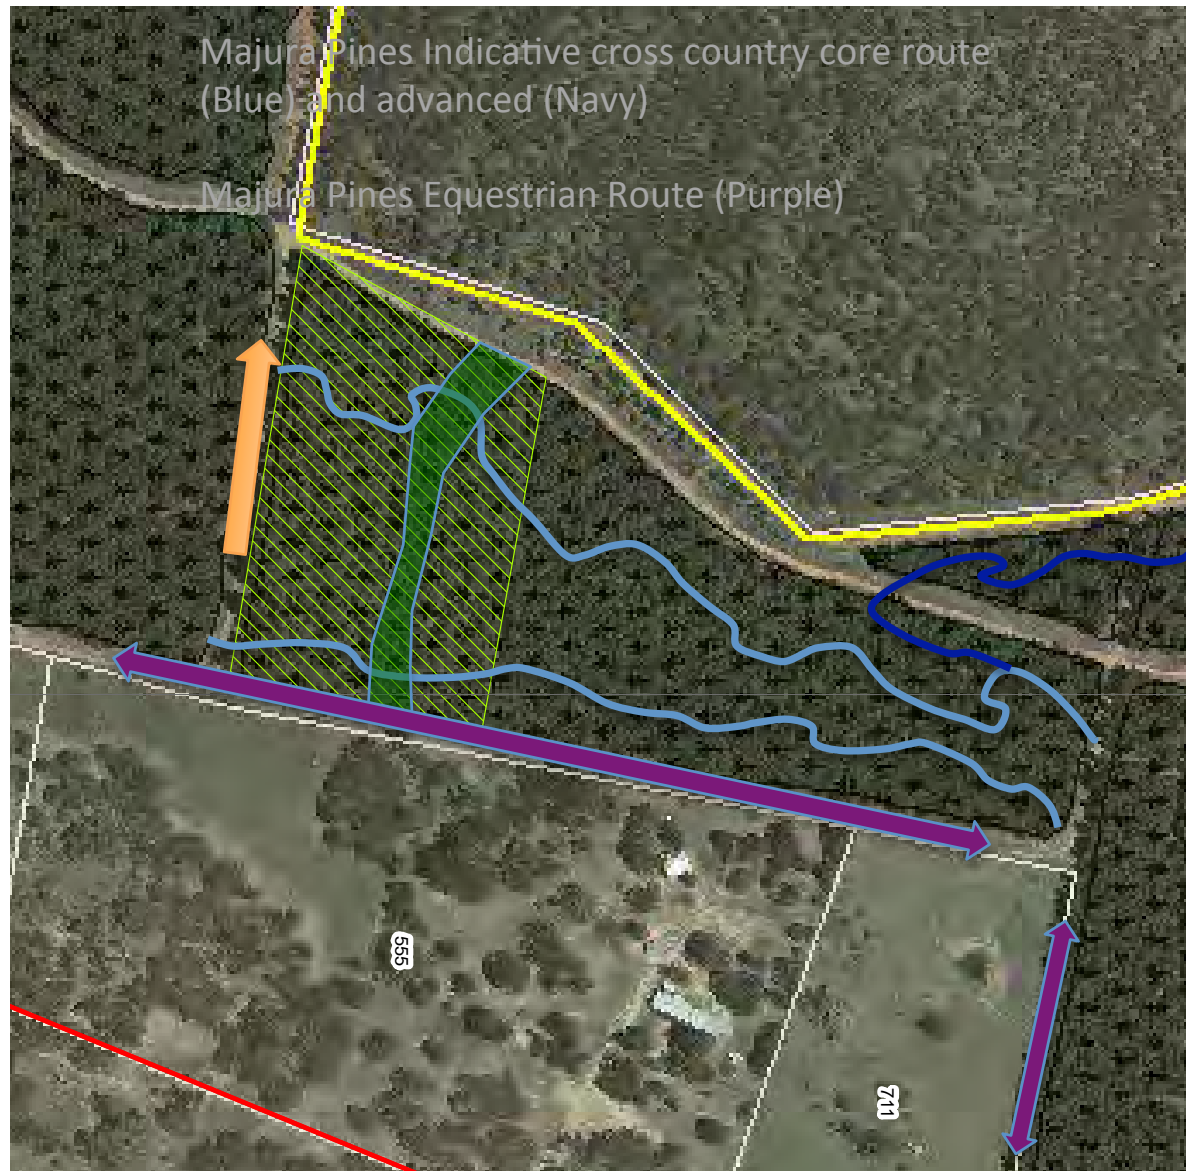 Majura Pines Indicative cross country core route
(Blue) and advanced (Navy)
Majura Pines Equestrian Route (Purple)
555
711